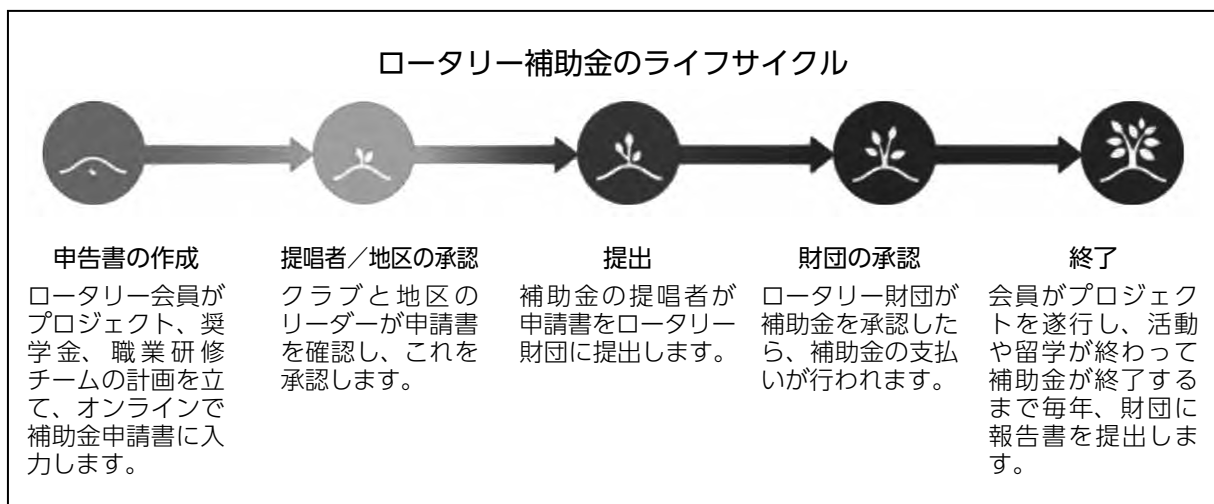 ロータリー補助金のライフサイクル
申告書の作成
ロータリー会員が
プロジェクト、奨
学金、職業研修
チームの計画を立
て、オンラインで
補助金申請書に入
力します。
提唱者／地区の承認
クラブと地区の
リーダーが申請書
を確認し、これを
承認します。
提出
補助金の提唱者が
申請書をロータリー
財団に提出します。
財団の承認
ロータリー財団が
補助金を承認した
ら、補助金の支払
いが行われます。
終了
会員がプロジェク
トを遂行し、活動
や留学が終わって
補助金が終了する
まで毎年、財団に
報告書を提出しま
す。